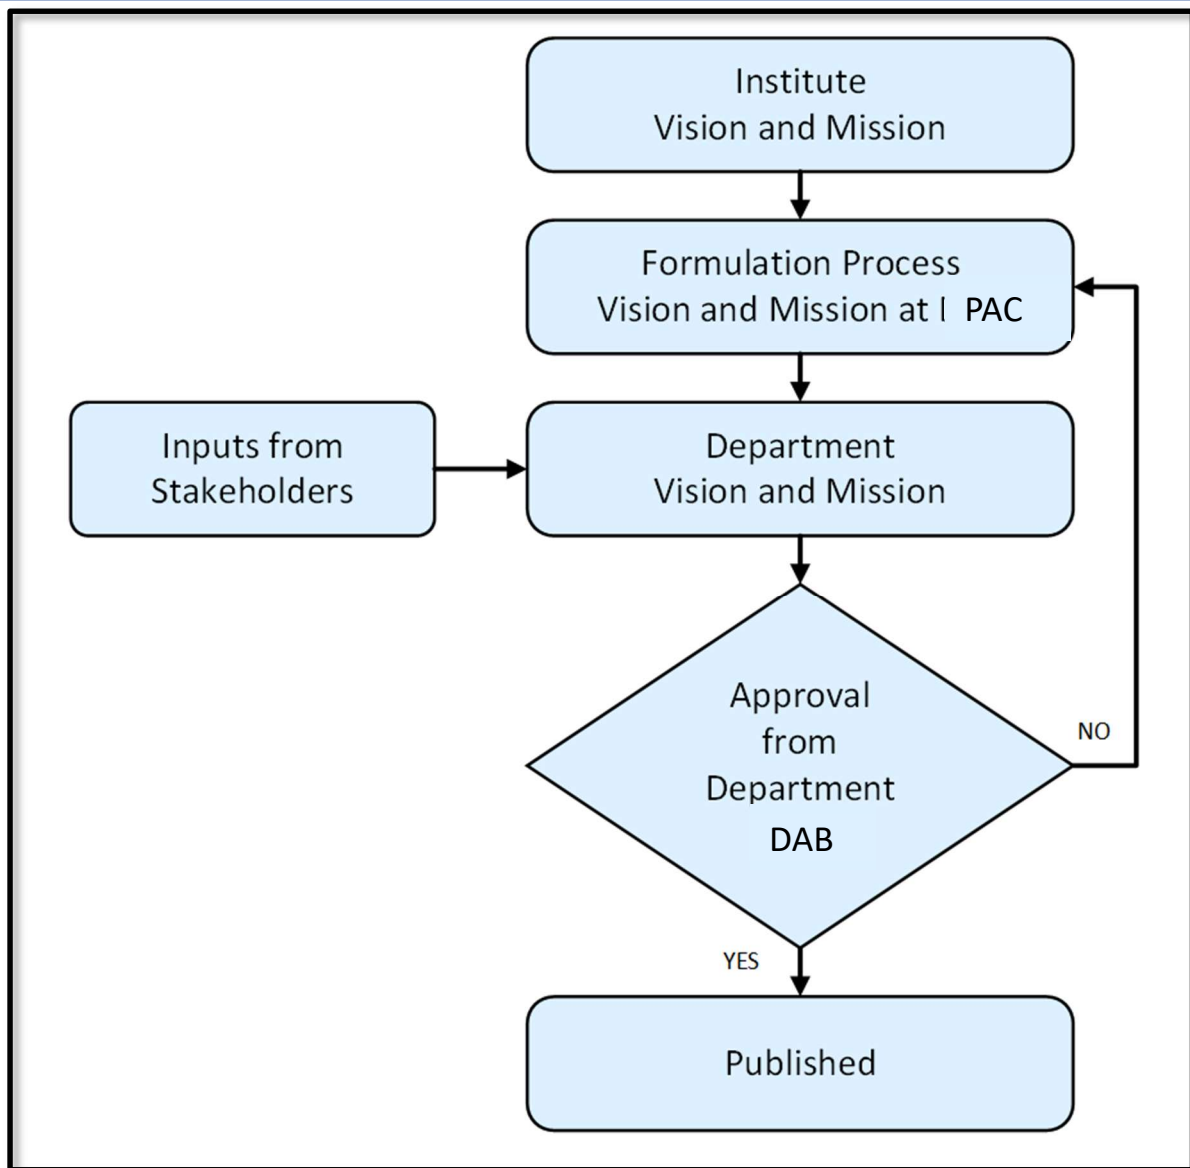 Institute
Vision and Mission
Formulation Process
Vision and Mission at PAC
Inputs from
Stakeholders
Department
Vision and Mission
Approval
from
Department
DAB
NO
YES
Published